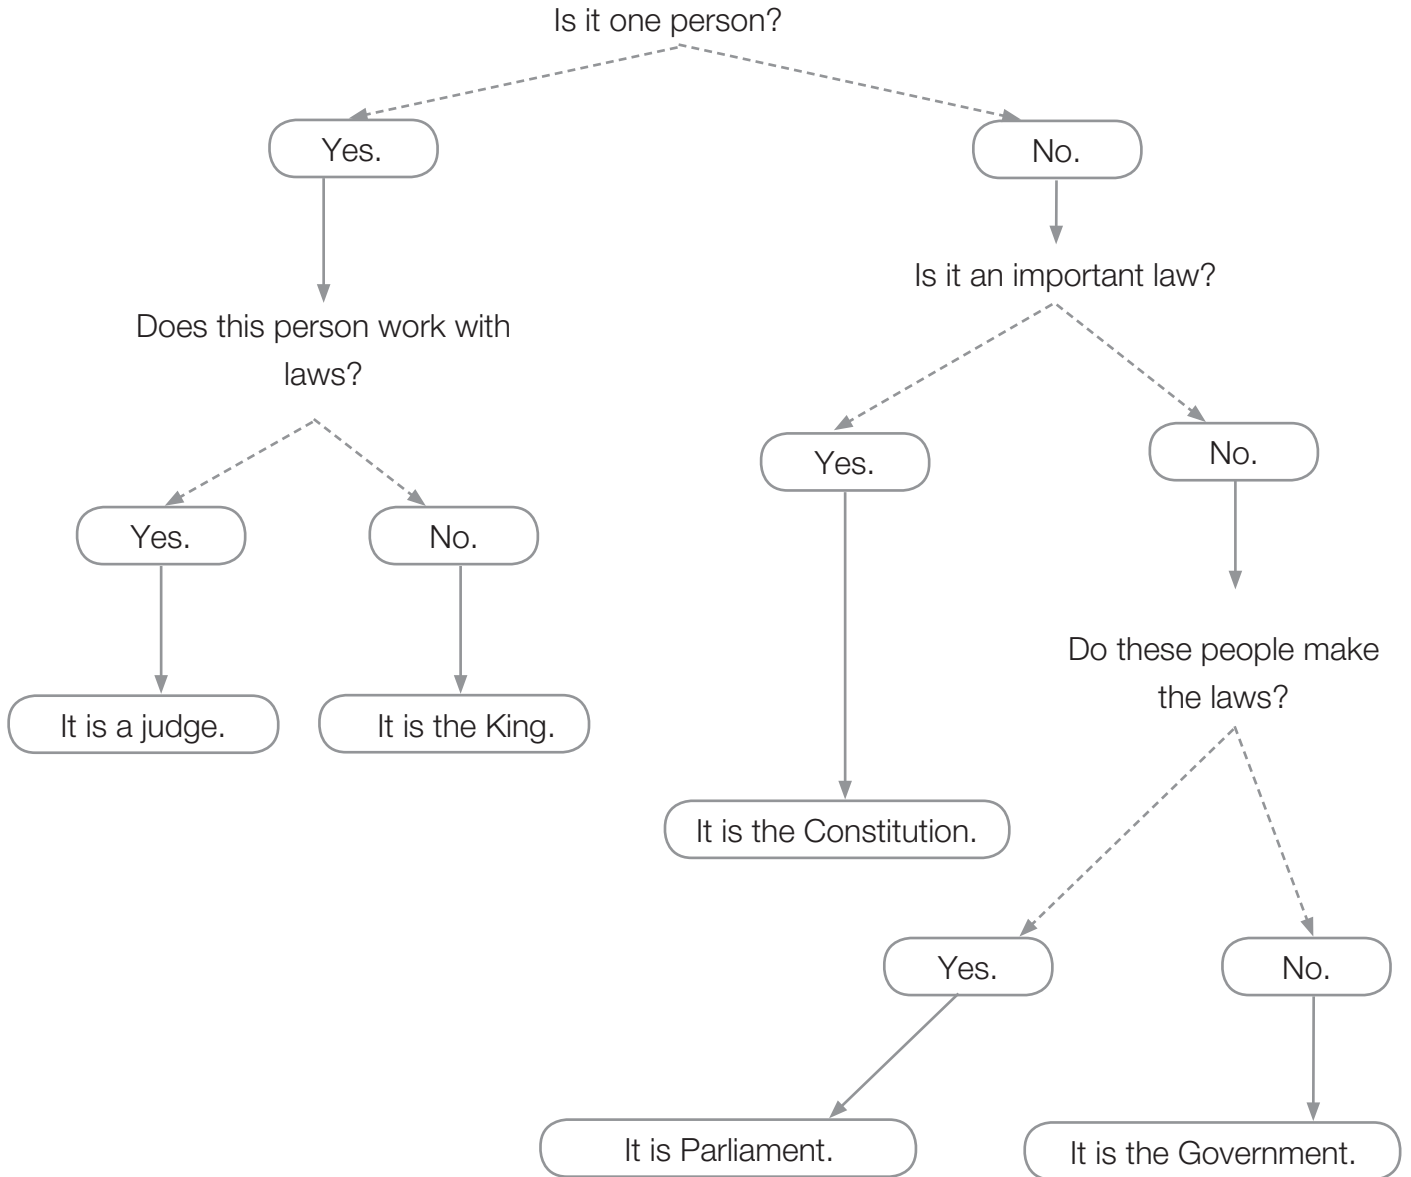 Is it one person?
Yes.
No.
Is it an important law?
Does this person work with
laws?
Yes.
No.
Yes.
No.
Do these people make
the laws?
It is a judge.
It is the King.
It is the Constitution.
Yes.
No.
It is Parliament.
It is the Government.